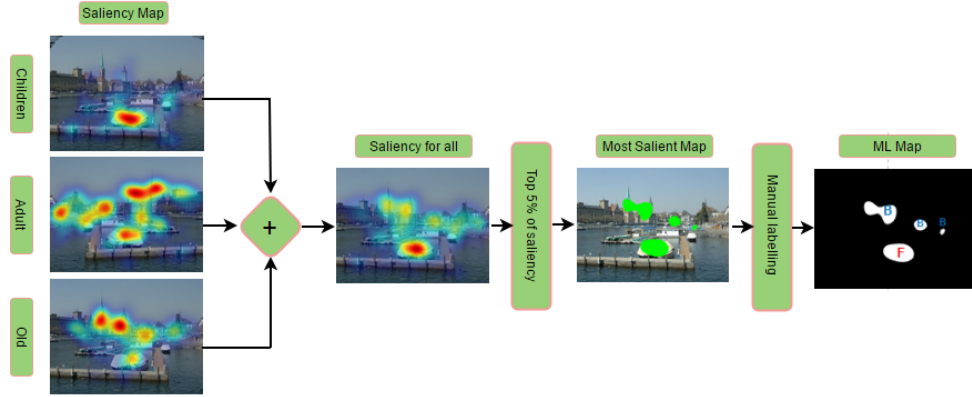 Saliency Map
Children
Adult
Old
+
Saliency for all
Top 5% of saliency
Most Salient Map
Manual labelling
ML Map
B
B
B
F